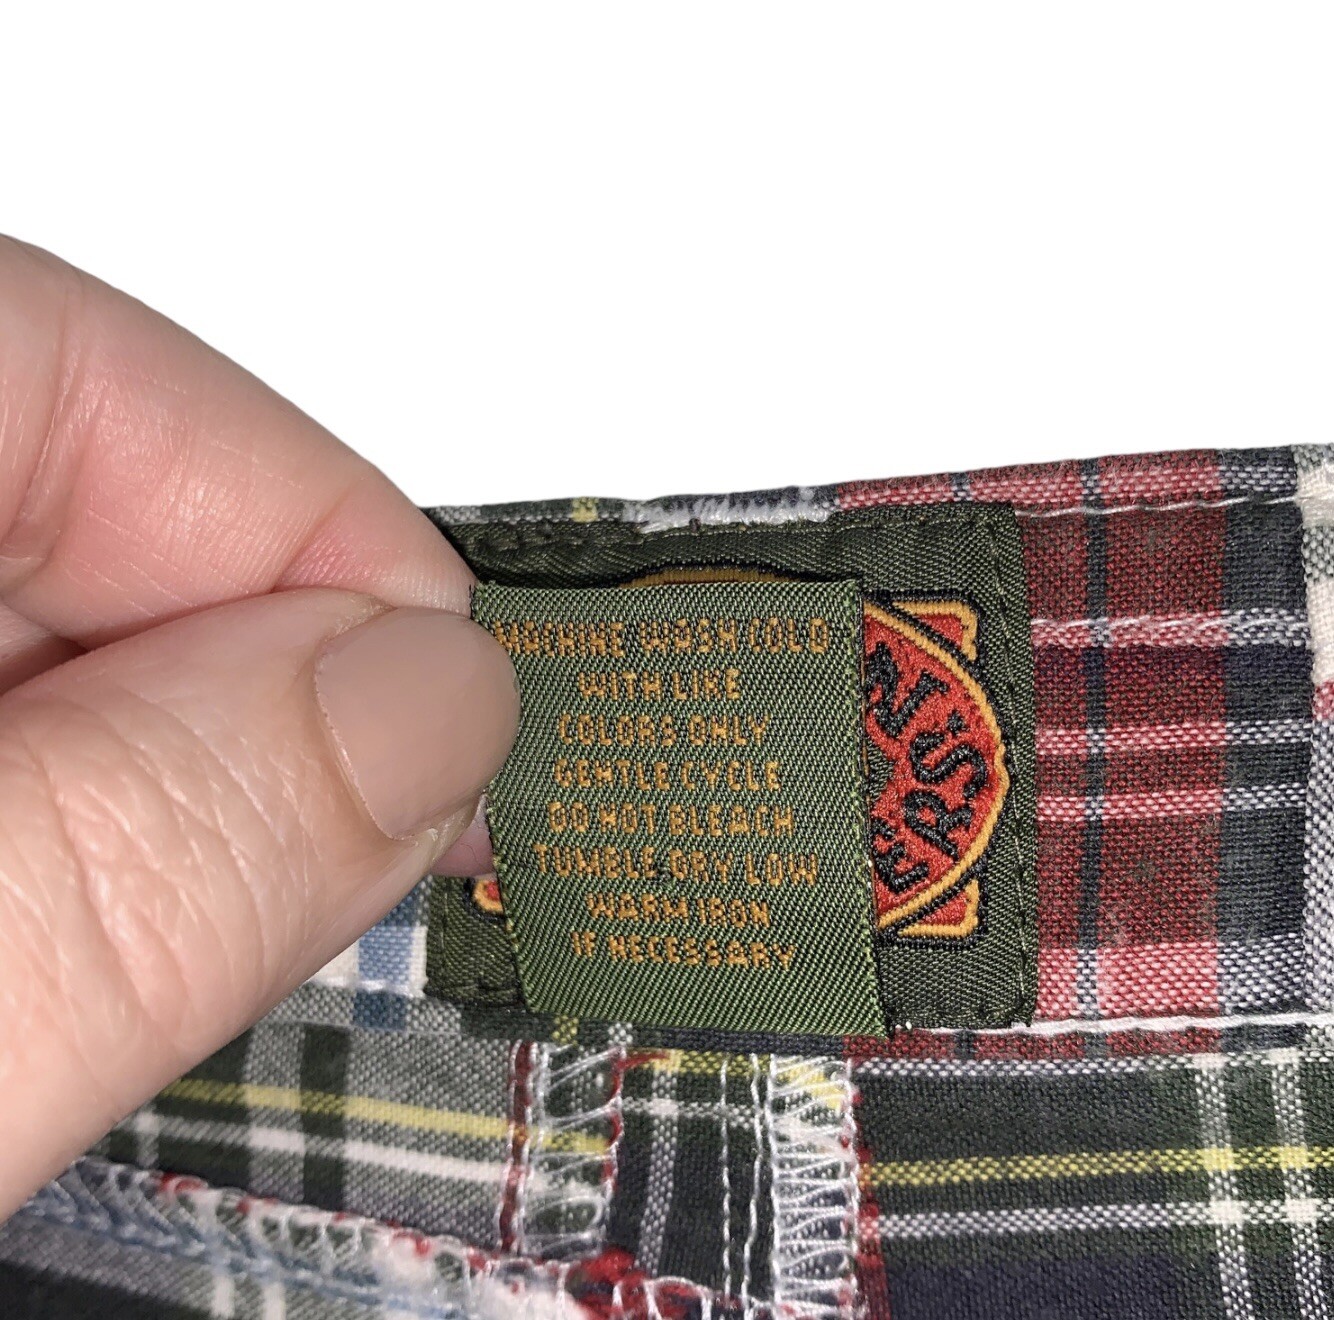 MACHINE WASH COLD
WITH LIKE
COLORS ONLY
GENTLE CYCLE
DO NOT BLEACH
TUMBLE DRY LOW
WARM IRON
IF NECESSARY